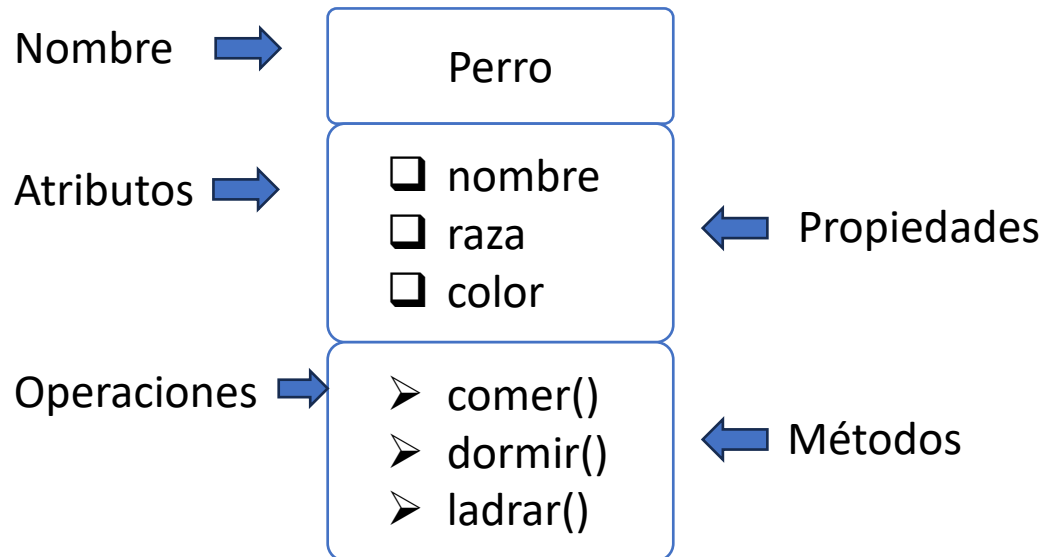 Nombre
Perro
Atributos
nombre
raza
color
Propiedades
Operaciones
comer()
dormir()
ladrar()
Métodos